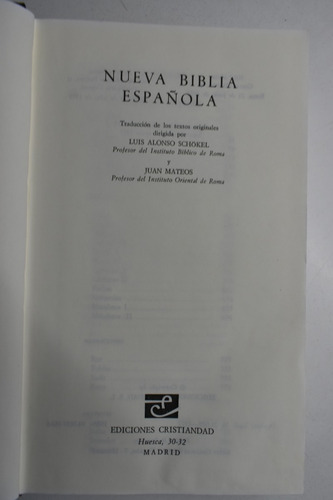 NUEVA BIBLIA
ESPAÑOLA
Traducción de los textos originales
dirigida por
LUIS ALONSO SCHÖKEL
Profesor del Instituto Bíblico de Roma
y
JUAN MATEOS
Profesor del Instituto Oriental de Roma
EDICIONES CRISTIANDAD
Huesca, 30-32
MADRID